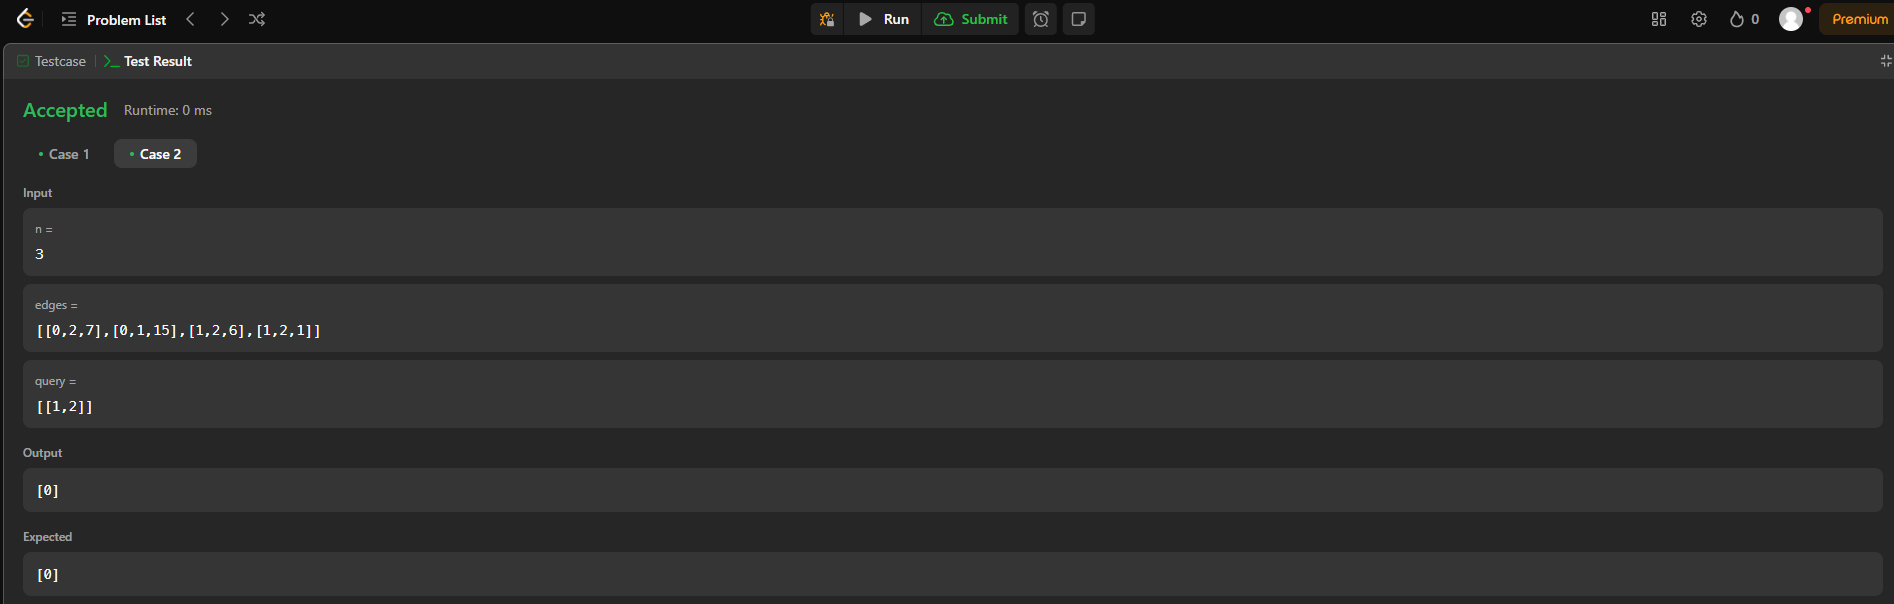 Problem List
Run
Submit
0
Premium
Testcase
Test Result
Accepted Runtime: 0 ms
Case 1 Case 2
Input
n =
3
edges =
[[0,2,7],[0,1,15],[1,2,6],[1,2,1]]
query =
[[1,2]]
Output
[0]
Expected
[0]